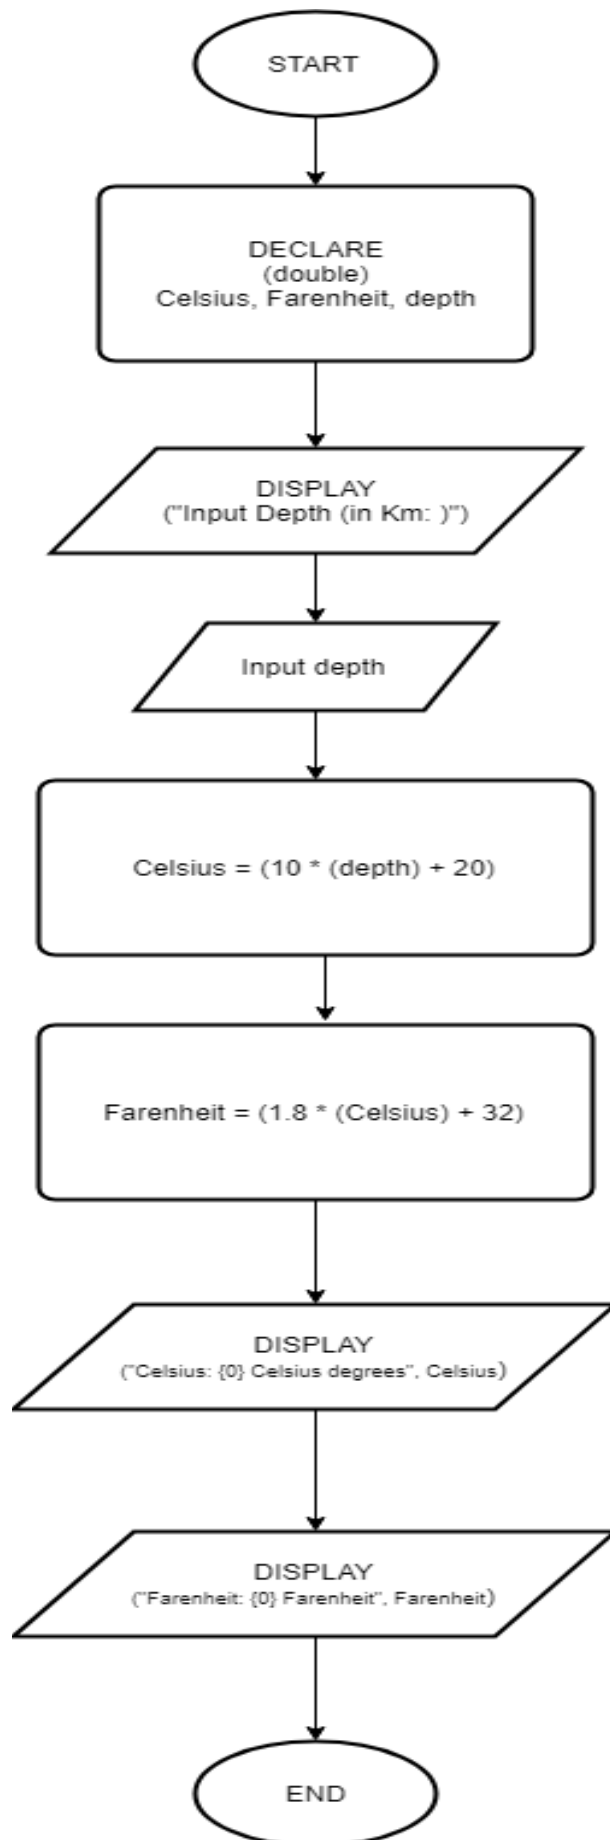 START
DECLARE
(double)
Celsius, Farenheit, depth
DISPLAY
("Input Depth (in Km: )")
Input depth
Celsius = (10 * (depth) + 20)
Farenheit = (1.8 * (Celsius) + 32)
DISPLAY
("Celsius: {0} Celsius degrees", Celsius)
DISPLAY
("Farenheit: {0} Farenheit", Farenheit)
END